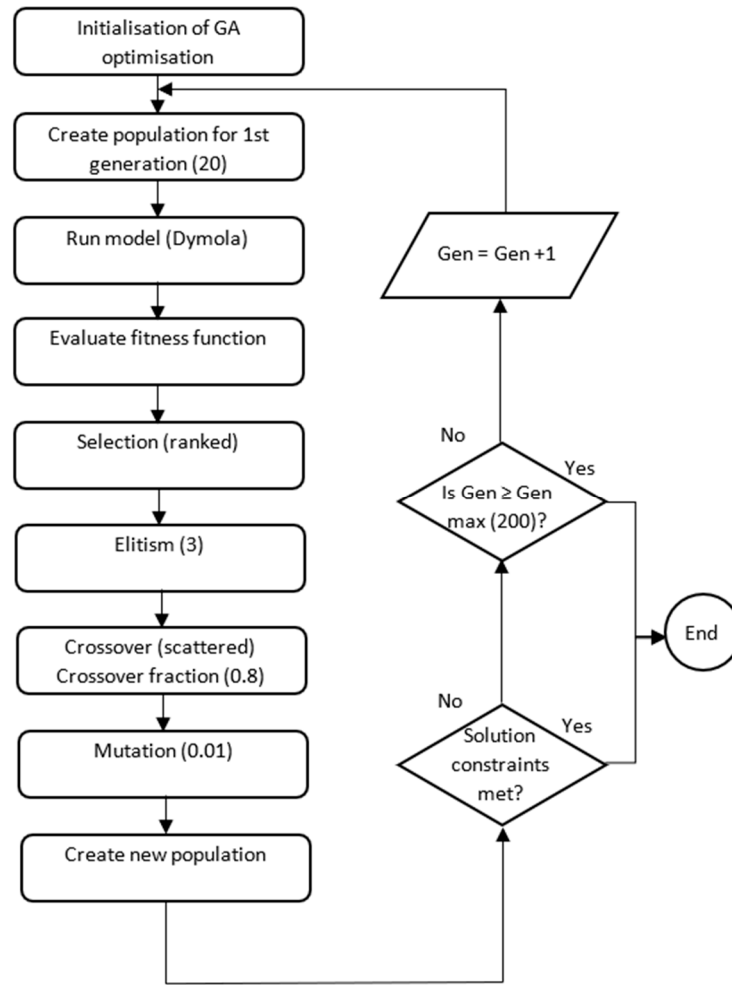 Initialisation of GA
optimisation
Create population for 1st
generation (20)
Run model (Dymola)
Evaluate fitness function
Selection (ranked)
Elitism (3)
Crossover (scattered)
Crossover fraction (0.8)
Mutation (0.01)
Create new population
Solution
constraints
met?
No
Yes
Is Gen ≥ Gen
max (200)?
No
Yes
Gen = Gen +1
End